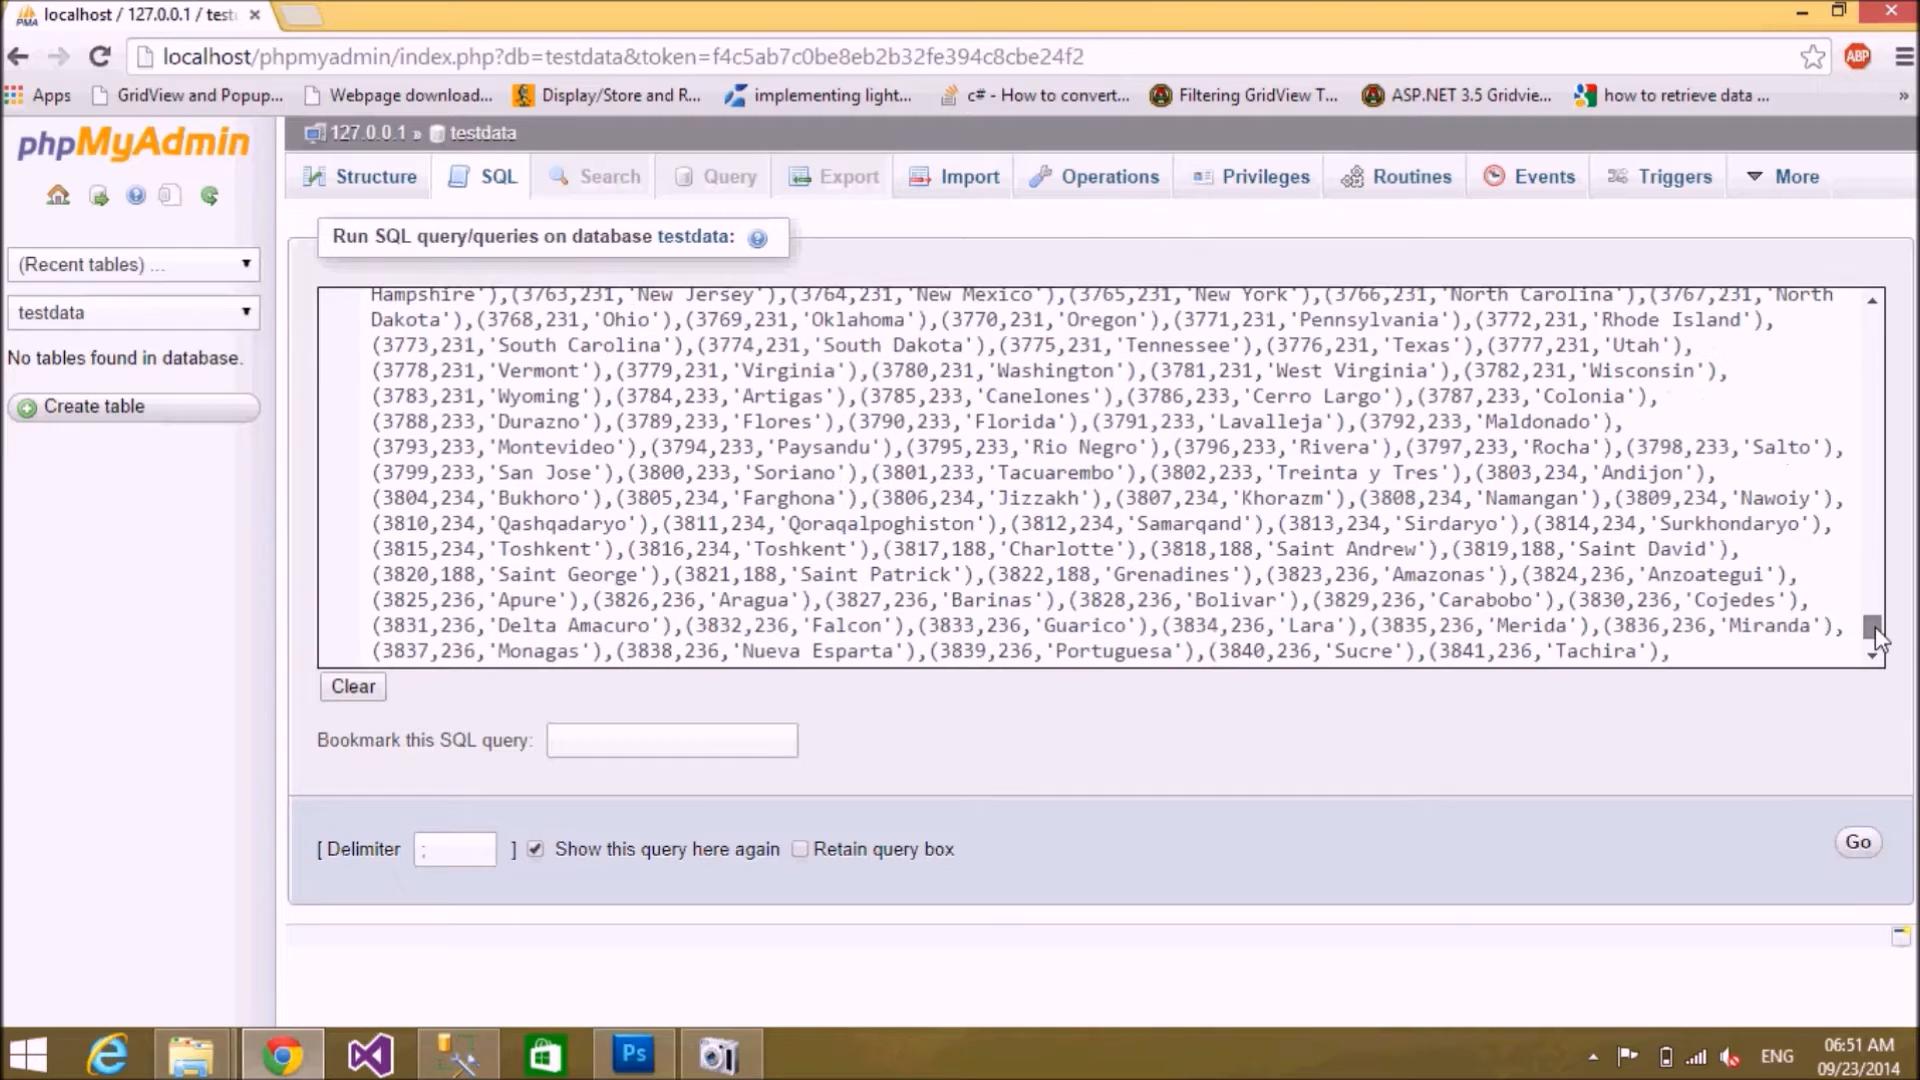 localhost / 127.0.0.1 / test
localhost/phpmyadmin/index.php?db=testdata&token=f4c5ab7c0be8eb2b32fe394c8cbe24f2
ABP
Apps GridView and Popup... Webpage download... Display/Store and R... implementing light... c# - How to convert... Filtering GridView T... ASP.NET 3.5 Gridvie... how to retrieve data ... »
phpMyAdmin
127.0.0.1 » testdata
Structure SQL Search Query Export Import Operations Privileges Routines Events Triggers More
(Recent tables) ...
testdata
No tables found in database.
Create table
Run SQL query/queries on database testdata:
Hampshire'),(3763,231,'New Jersey'),(3764,231,'New Mexico'),(3765,231,'New York'),(3766,231,'North Carolina'),(3767,231,'North
Dakota'),(3768,231,'Ohio'),(3769,231,'Oklahoma'),(3770,231,'Oregon'),(3771,231,'Pennsylvania'),(3772,231,'Rhode Island'),
(3773,231,'South Carolina'),(3774,231,'South Dakota'),(3775,231,'Tennessee'),(3776,231,'Texas'),(3777,231,'Utah'),
(3778,231,'Vermont'),(3779,231,'Virginia'),(3780,231,'Washington'),(3781,231,'West Virginia'),(3782,231,'Wisconsin'),
(3783,231,'Wyoming'),(3784,233,'Artigas'),(3785,233,'Canelones'),(3786,233,'Cerro Largo'),(3787,233,'Colonia'),
(3788,233,'Durazno'),(3789,233,'Flores'),(3790,233,'Florida'),(3791,233,'Lavalleja'),(3792,233,'Maldonado'),
(3793,233,'Montevideo'),(3794,233,'Paysandu'),(3795,233,'Rio Negro'),(3796,233,'Rivera'),(3797,233,'Rocha'),(3798,233,'Salto'),
(3799,233,'San Jose'),(3800,233,'Soriano'),(3801,233,'Tacuarembo'),(3802,233,'Treinta y Tres'),(3803,234,'Andijon'),
(3804,234,'Bukhoro'),(3805,234,'Farghona'),(3806,234,'Jizzakh'),(3807,234,'Khorazm'),(3808,234,'Namangan'),(3809,234,'Nawoiy'),
(3810,234,'Qashqadaryo'),(3811,234,'Qoraqalpoghiston'),(3812,234,'Samarqand'),(3813,234,'Sirdaryo'),(3814,234,'Surkhondaryo'),
(3815,234,'Toshkent'),(3816,234,'Toshkent'),(3817,188,'Charlotte'),(3818,188,'Saint Andrew'),(3819,188,'Saint David'),
(3820,188,'Saint George'),(3821,188,'Saint Patrick'),(3822,188,'Grenadines'),(3823,236,'Amazonas'),(3824,236,'Anzoategui'),
(3825,236,'Apure'),(3826,236,'Aragua'),(3827,236,'Barinas'),(3828,236,'Bolivar'),(3829,236,'Carabobo'),(3830,236,'Cojedes'),
(3831,236,'Delta Amacuro'),(3832,236,'Falcon'),(3833,236,'Guarico'),(3834,236,'Lara'),(3835,236,'Merida'),(3836,236,'Miranda'),
(3837,236,'Monagas'),(3838,236,'Nueva Esparta'),(3839,236,'Portuguesa'),(3840,236,'Sucre'),(3841,236,'Tachira'),
Clear
Bookmark this SQL query:
[ Delimiter ; ] Show this query here again Retain query box
Go
Ps
ENG
06:51 AM
09/23/2014